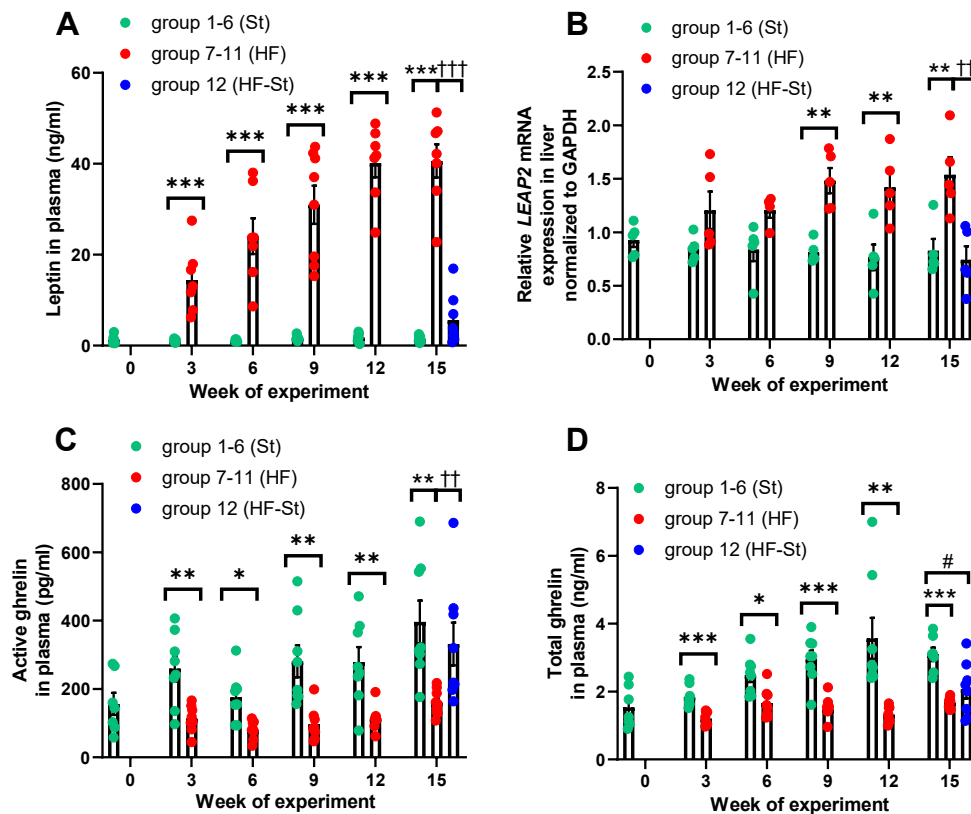 A
group 1-6 (St)
group 7-11 (HF)
group 12 (HF-St)
Leptin in plasma (ng/ml)
60
40
20
0
***
***
***
***
***
†††
0 3 6 9 12 15
Week of experiment
B
group 1-6 (St)
group 7-11 (HF)
group 12 (HF-St)
Relative LEAP2 mRNA
expression in liver
normalized to GAPDH
2.5
2.0
1.5
1.0
0.5
0.0
**
**
**
††
0 3 6 9 12 15
Week of experiment
C
group 1-6 (St)
group 7-11 (HF)
group 12 (HF-St)
Active ghrelin
in plasma (pg/ml)
800
600
400
200
0
**
*
**
**
**
††
0 3 6 9 12 15
Week of experiment
D
group 1-6 (St)
group 7-11 (HF)
group 12 (HF-St)
Total ghrelin
in plasma (ng/ml)
8
6
4
2
0
***
*
***
**
#
***
0 3 6 9 12 15
Week of experiment